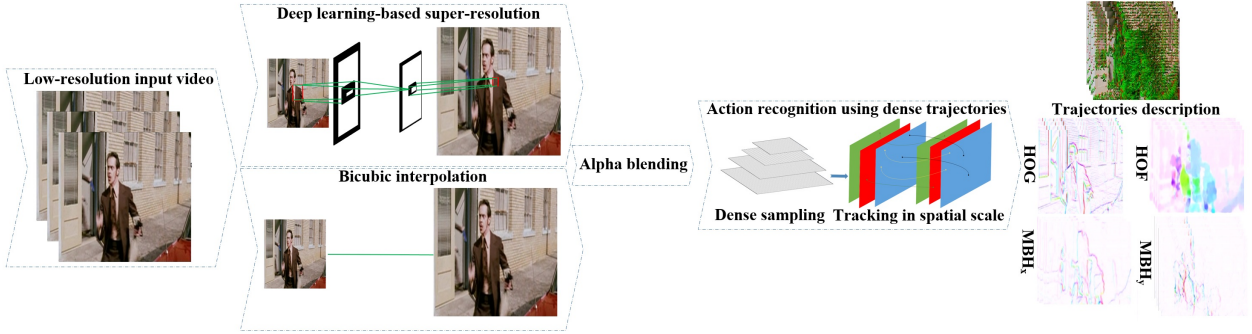 Low-resolution input video
Deep learning-based super-resolution
Bicubic interpolation
Alpha blending
Action recognition using dense trajectories
Dense sampling
Tracking in spatial scale
Trajectories description
HOG
HOF
MBHx
MBHy